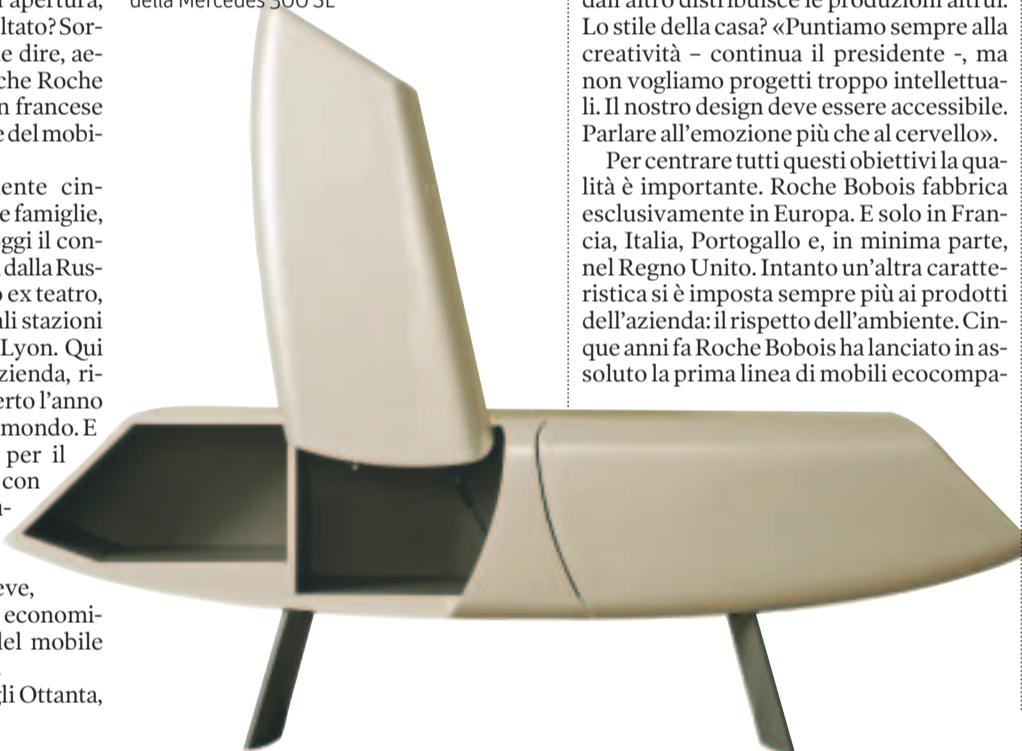 della Mercedes 300 SL
apertura,
ltato? Sor-
e dire, ae-
che Roche
n francese
e del mobi-
ente cin-
e famiglie,
oggi il con-
dalla Rus-
o ex teatro,
ali stazioni
Lyon. Qui
zienda, ri-
erto l'anno
mondo. E
per il
con
eve,
economi-
del mobile
gli Ottanta,
dall'altro distribuisce le produzioni altrui.
Lo stile della casa? «Puntiamo sempre alla
creatività – continua il presidente -, ma
non vogliamo progetti troppo intellettua-
li. Il nostro design deve essere accessibile.
Parlare all'emozione più che al cervello».
Per centrare tutti questi obiettivi la qua-
lità è importante. Roche Bobois fabbrica
esclusivamente in Europa. E solo in Fran-
cia, Italia, Portogallo e, in minima parte,
nel Regno Unito. Intanto un'altra caratte-
ristica si è imposta sempre più ai prodotti
dell'azienda: il rispetto dell'ambiente. Cin-
que anni fa Roche Bobois ha lanciato in as-
soluto la prima linea di mobili ecocompa-